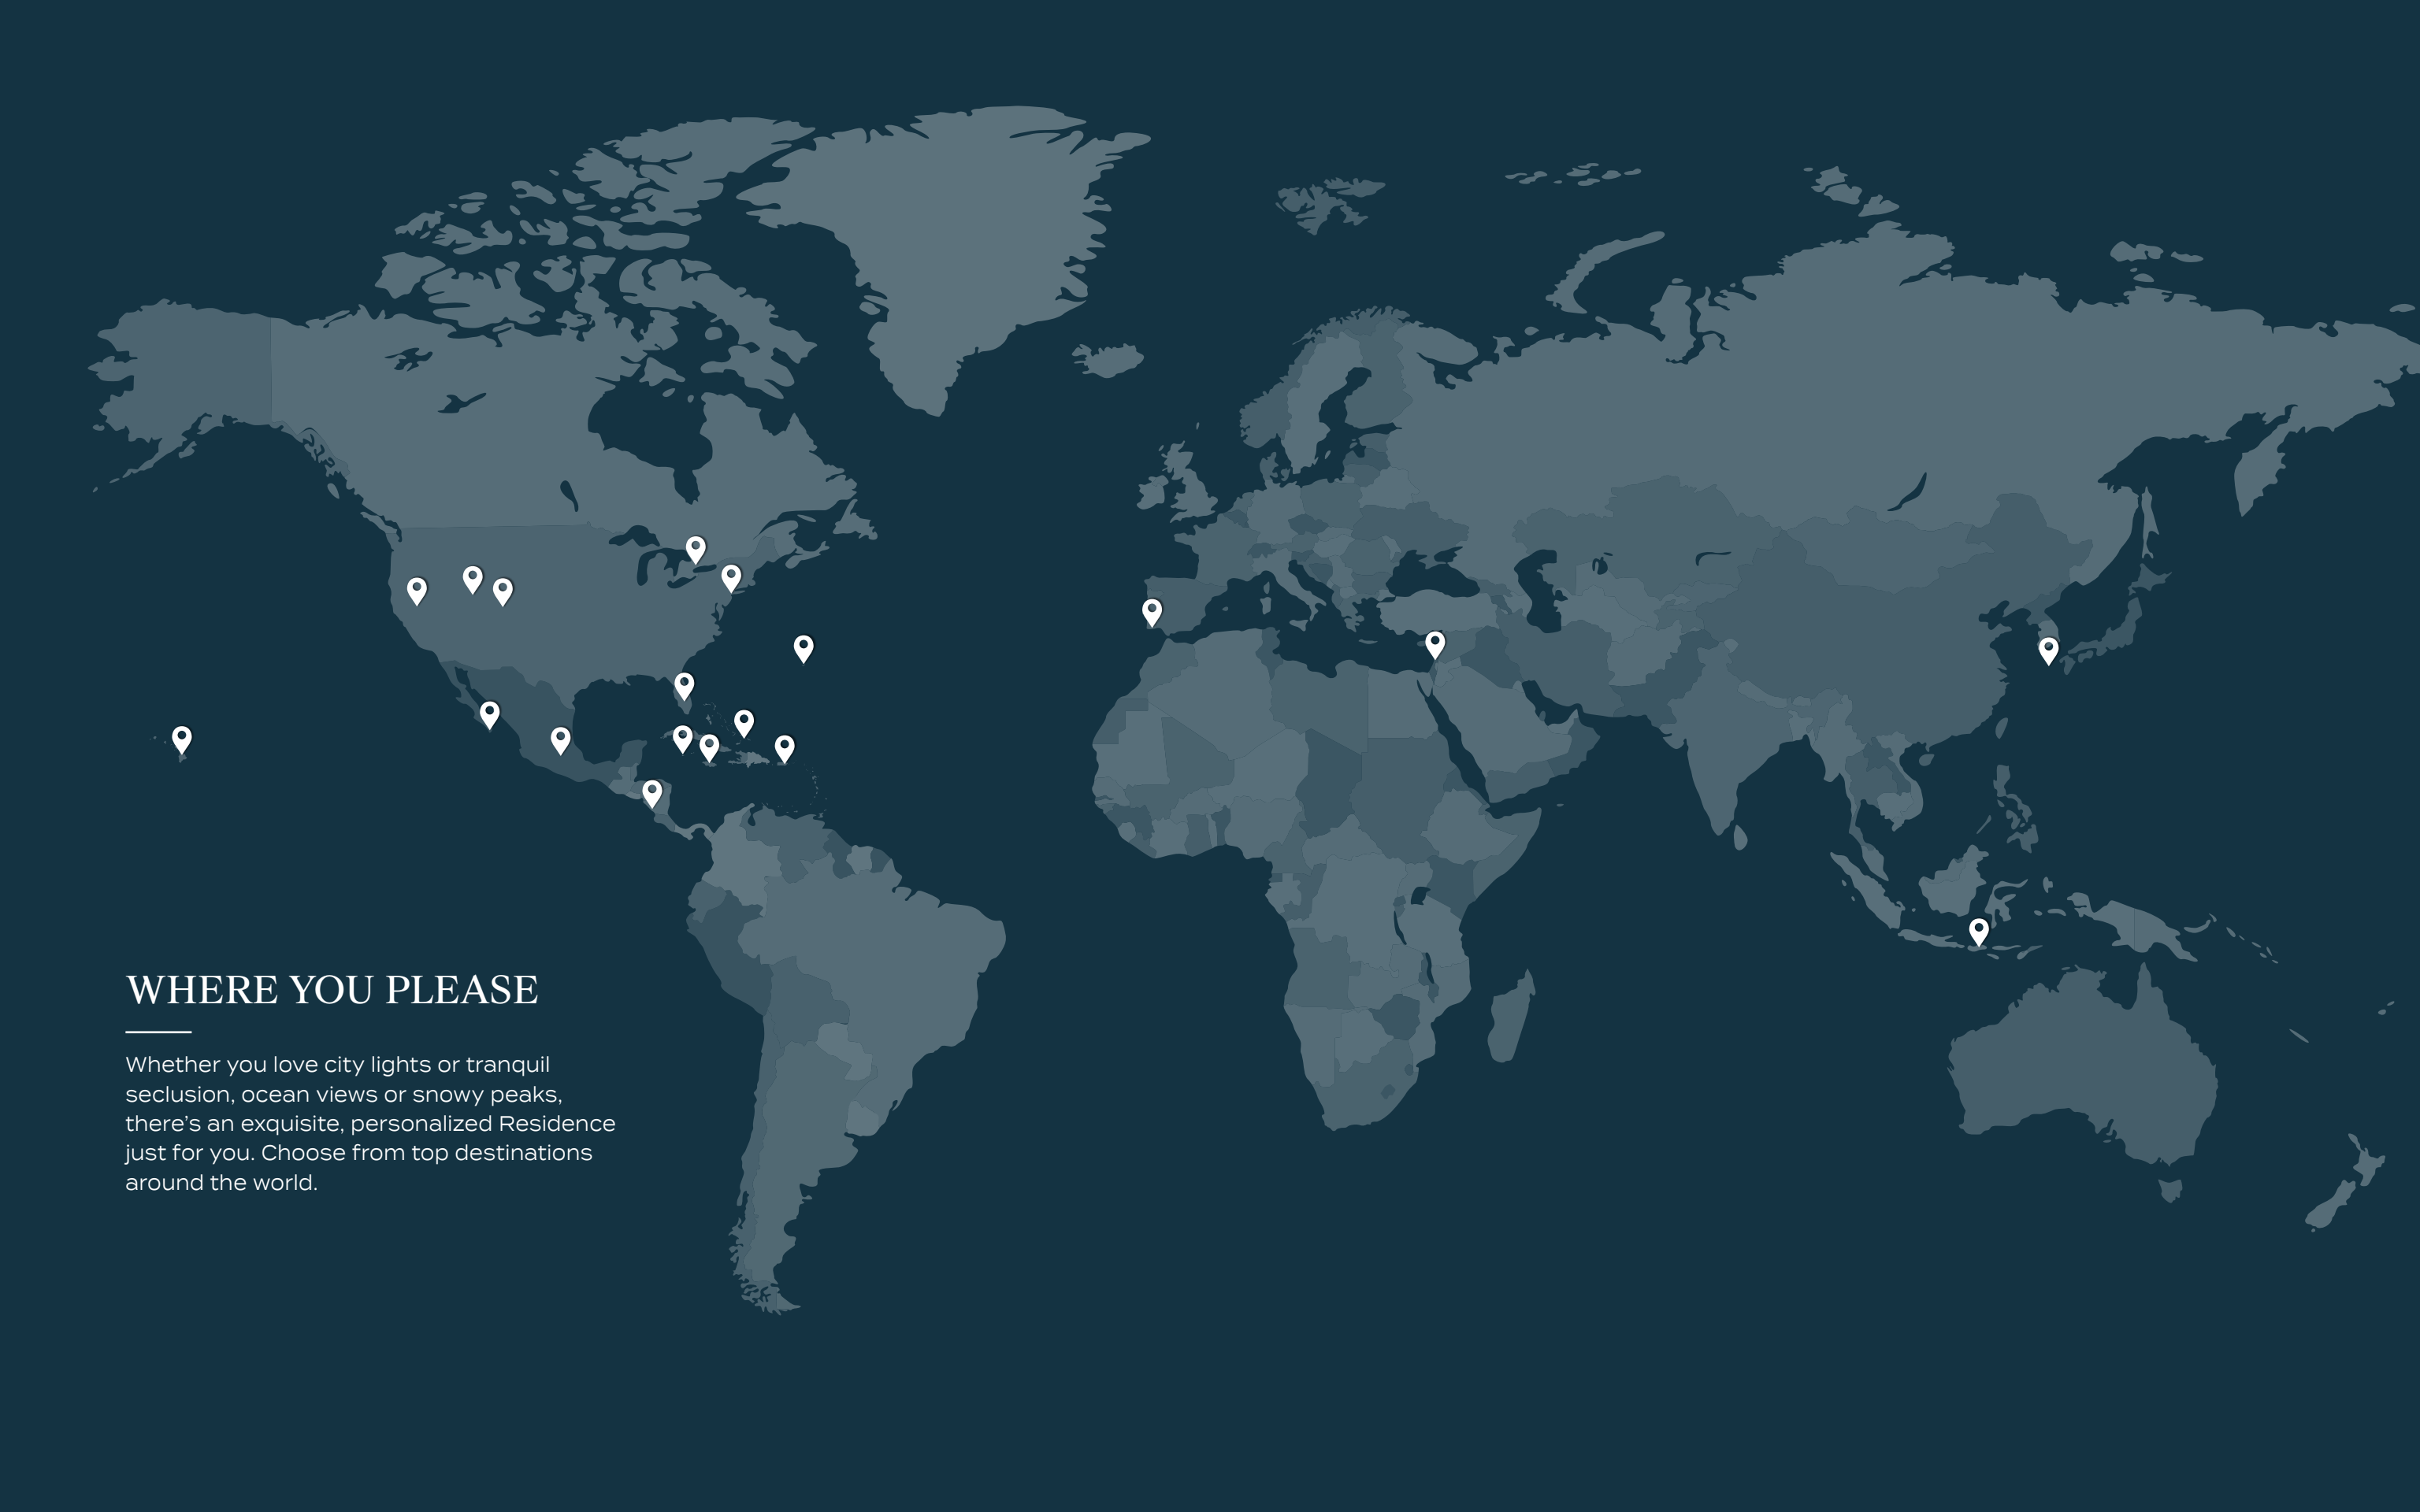 WHERE YOU PLEASE
Whether you love city lights or tranquil
seclusion, ocean views or snowy peaks,
there's an exquisite, personalized Residence
just for you. Choose from top destinations
around the world.